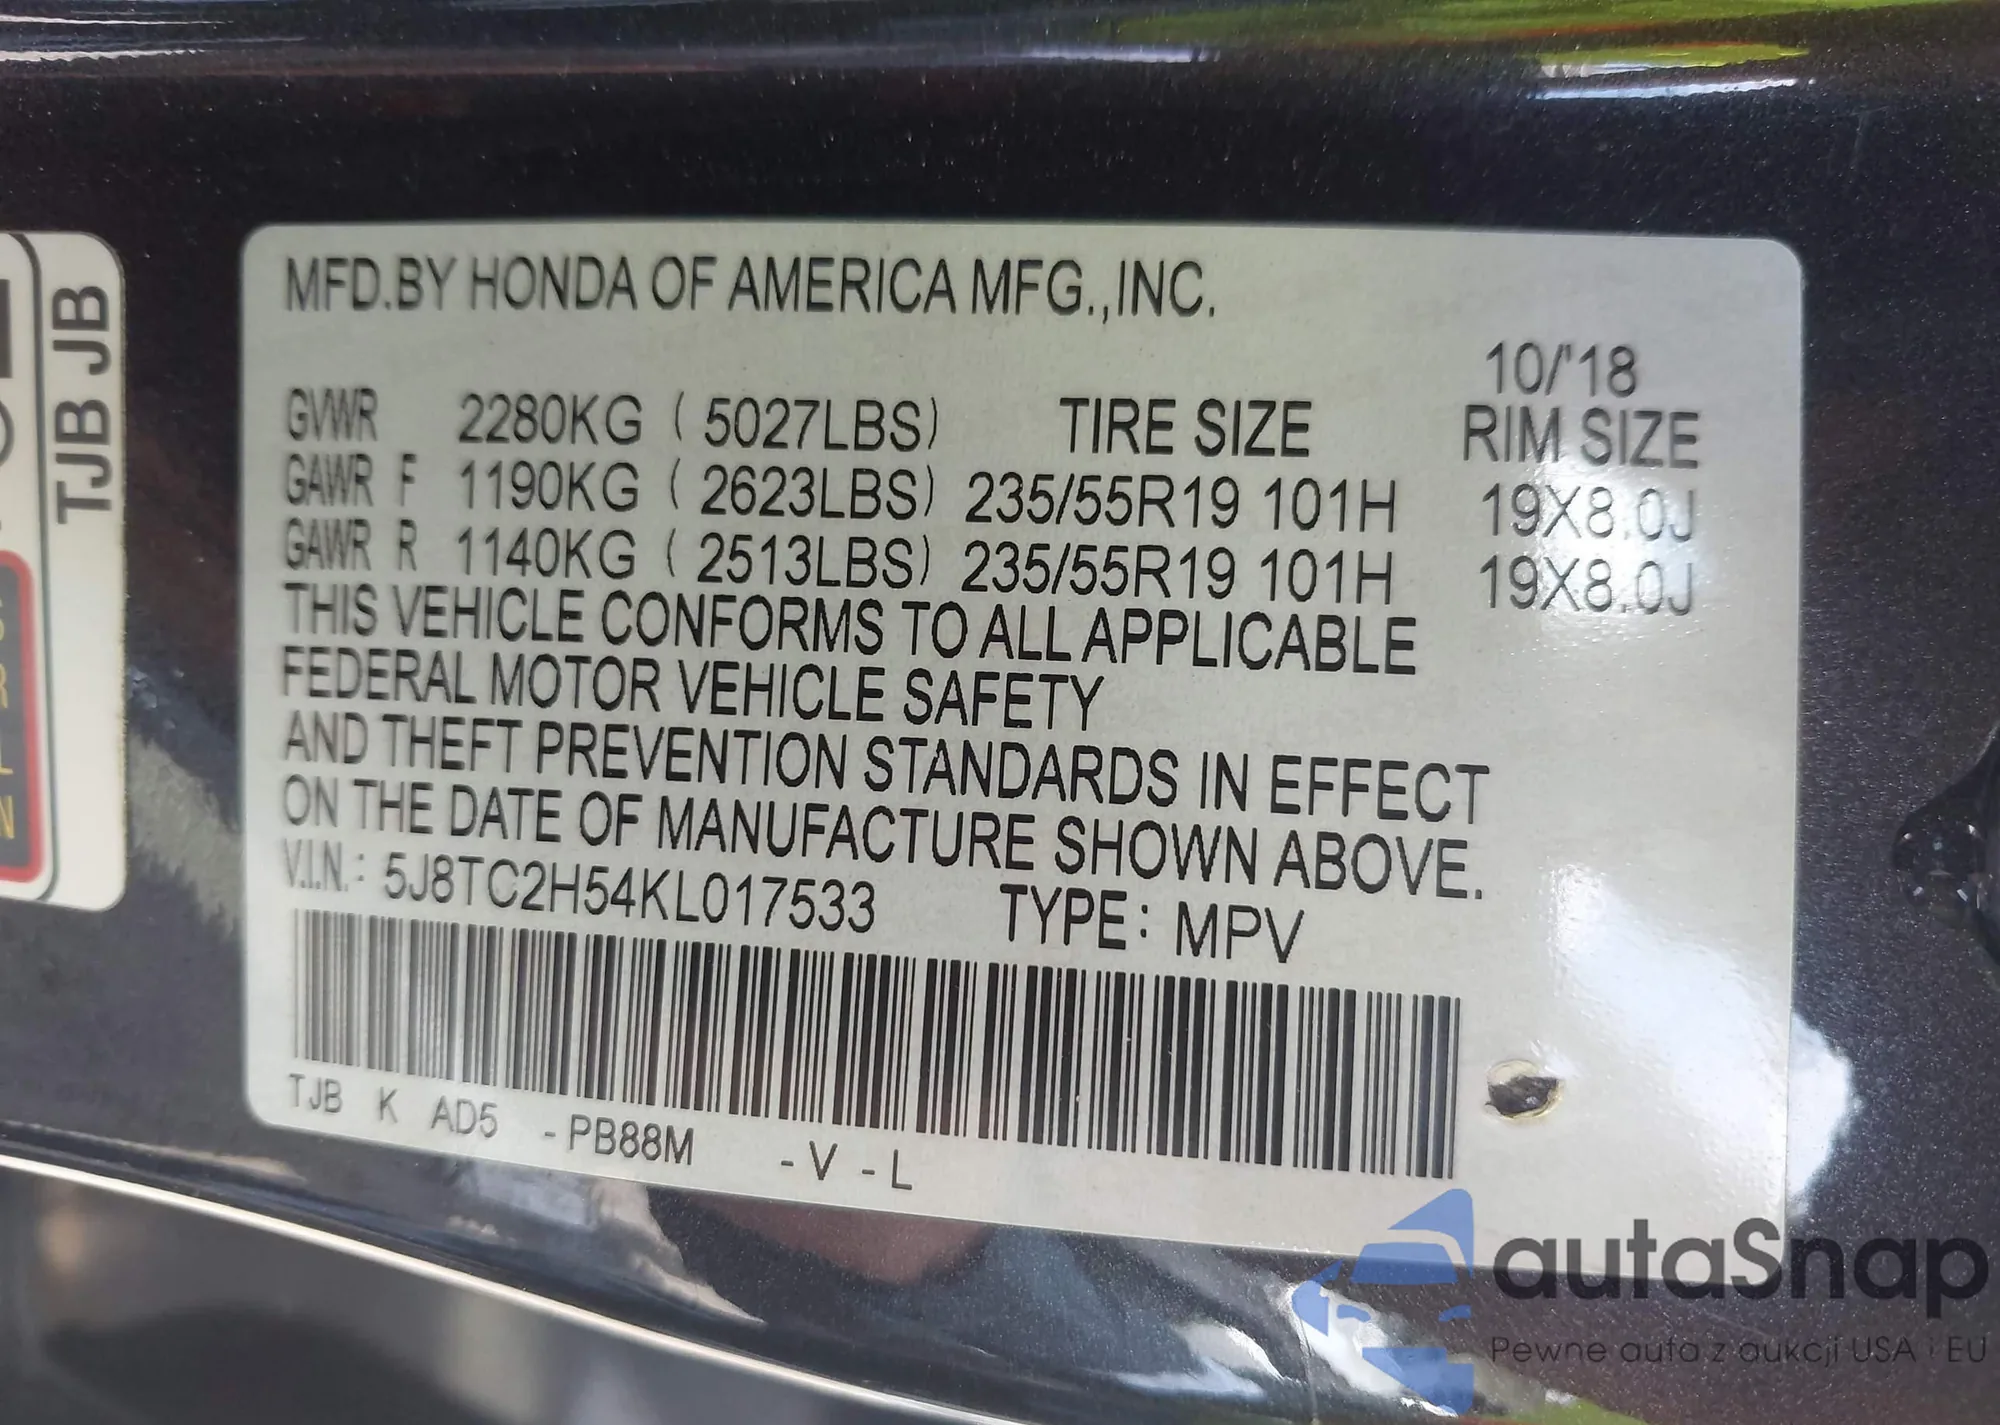 MFD.BY HONDA OF AMERICA MFG.,INC.
10/'18
GVWR 2280KG ( 5027LBS) TIRE SIZE RIM SIZE
GAWR F 1190KG ( 2623LBS) 235/55R19 101H 19X8.0J
GAWR R 1140KG ( 2513LBS) 235/55R19 101H 19X8.0J
THIS VEHICLE CONFORMS TO ALL APPLICABLE
FEDERAL MOTOR VEHICLE SAFETY
AND THEFT PREVENTION STANDARDS IN EFFECT
ON THE DATE OF MANUFACTURE SHOWN ABOVE.
V.I.N.: 5J8TC2H54KL017533 TYPE: MPV
TJB K AD5 -PB88M -V -L
TJB JB
autaSnap
Pewne auta z aukcji USA i EU